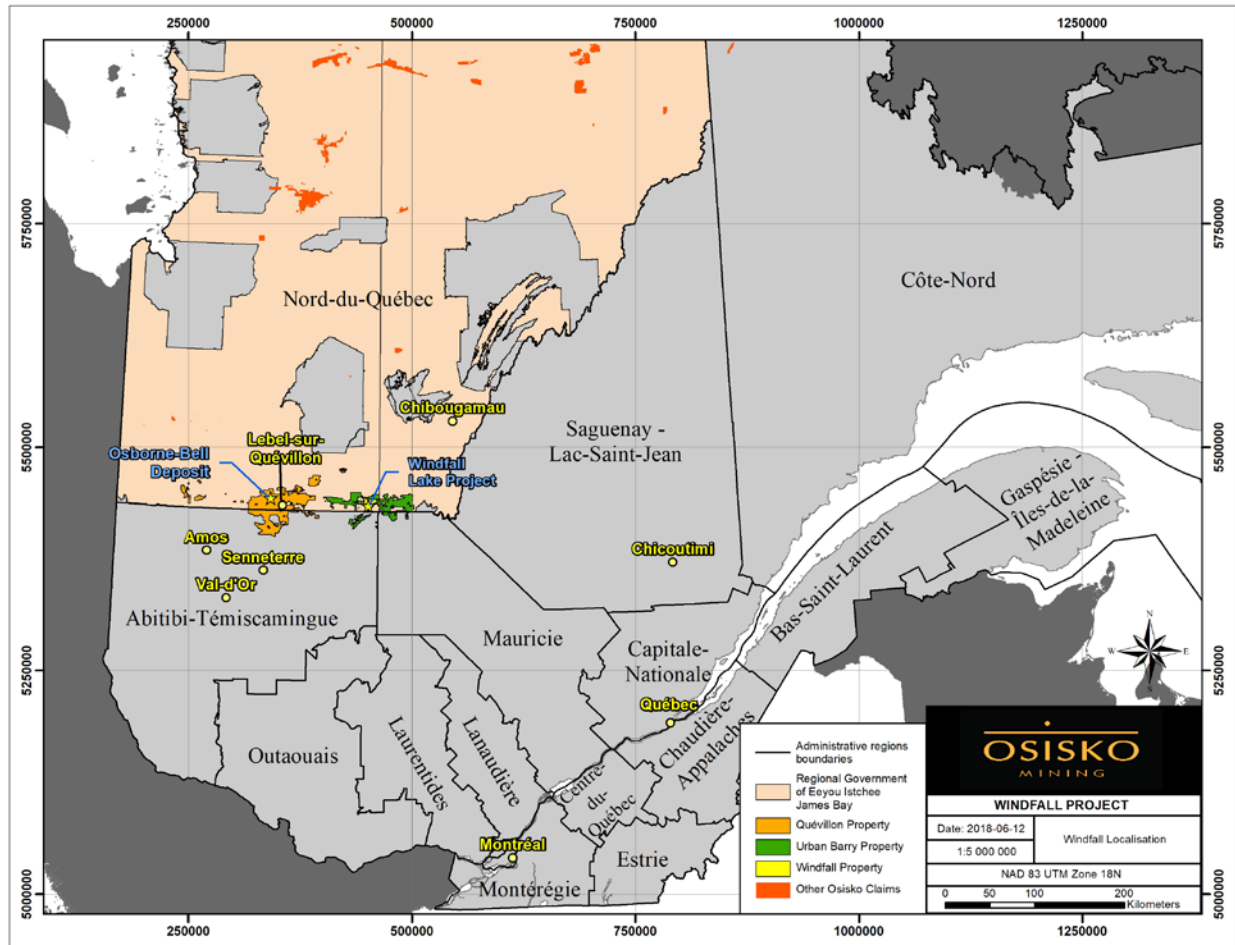 250000 500000 750000 1000000 1250000
5750000 5750000
Côte-Nord
Nord-du-Québec
Chibougamau
Saguenay -
Lac-Saint-Jean
5500000 5500000
Lebel-sur-
Quévillon
Osborne-Bell
Deposit
Windfall
Lake Project
Gaspésie -
Îles-de-la-
Madeleine
Amos
Senneterre
Val-d'Or
Chicoutimi
Bas-Saint-Laurent
Abitibi-Témiscamingue
Mauricie
Capitale-
Nationale
N
W E
S
5250000 5250000
Québec
Chaudière-
Appalaches
Outaouais
Laurentides
Lanaudière
Centre-
du-
Québec
Montréal
Estrie
Montérégie
Administrative regions
boundaries
Regional Government
of Eeyou Istchee
James Bay
Quévillon Property
Urban Barry Property
Windfall Property
Other Osisko Claims
OSISKO
MINING
WINDFALL PROJECT
Date: 2018-06-12
1:5 000 000
Windfall Localisation
NAD 83 UTM Zone 18N
0 50 100 200
Kilometers
5000000 5000000
250000 500000 750000 1000000 1250000